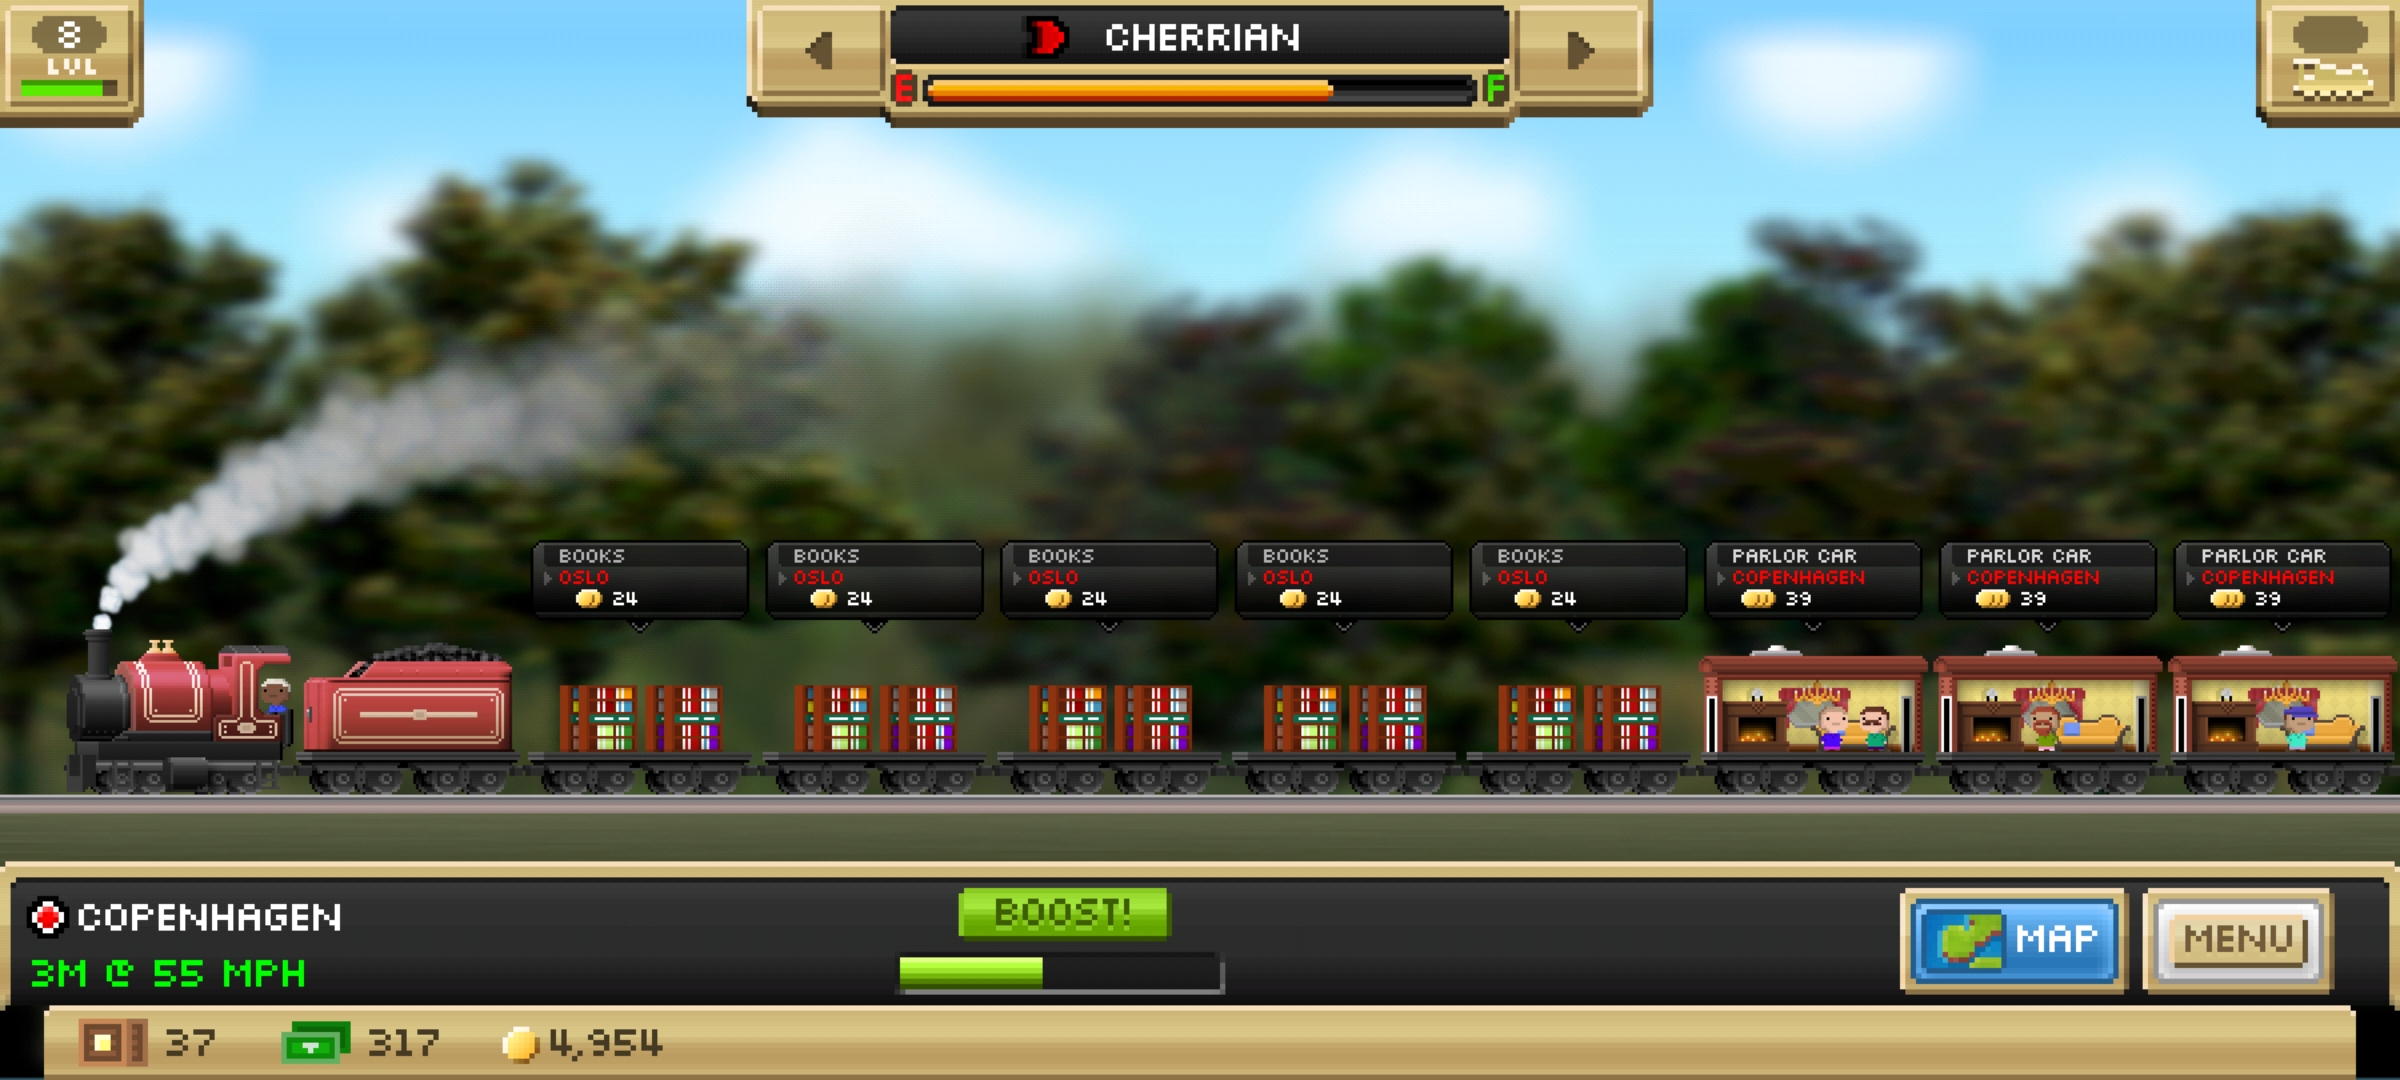 8
LVL
CHERRIAN
E F
BOOKS
OSLO
24
BOOKS
OSLO
24
BOOKS
OSLO
24
BOOKS
OSLO
24
BOOKS
OSLO
24
PARLOR CAR
COPENHAGEN
39
PARLOR CAR
COPENHAGEN
39
PARLOR CAR
COPENHAGEN
39
COPENHAGEN
3M @ 55 MPH
BOOST!
MAP
MENU
37 317 4,954